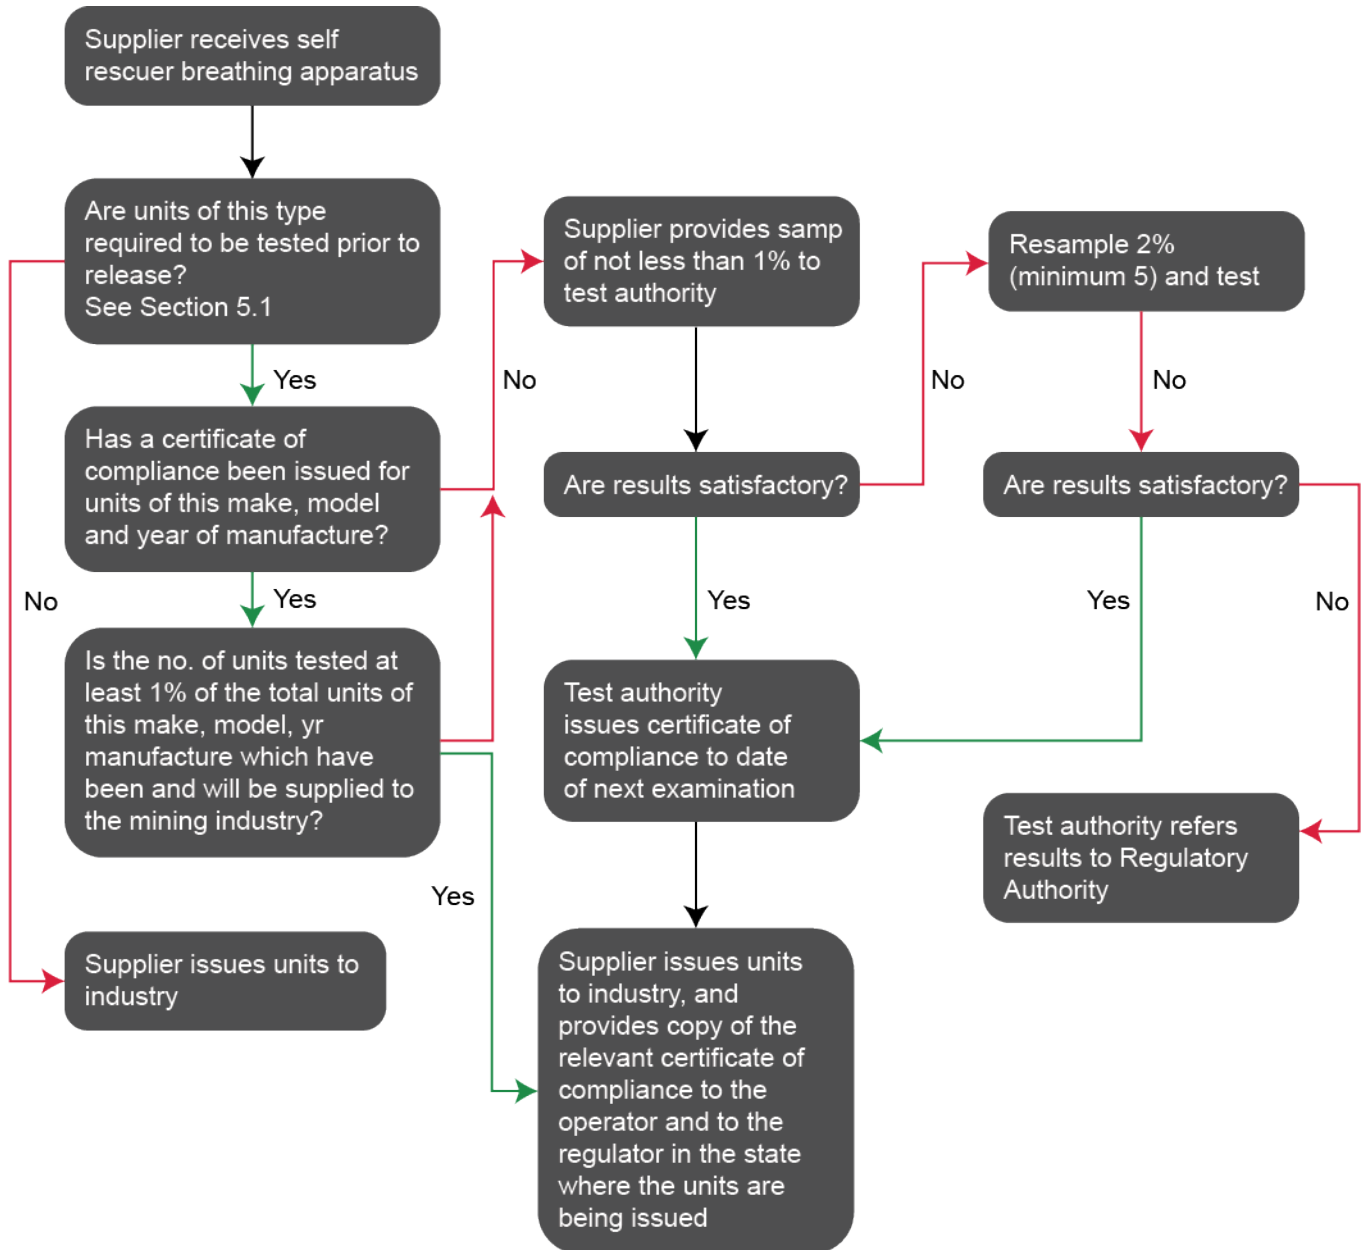 Supplier receives self
rescuer breathing apparatus
Are units of this type
required to be tested prior to
release?
See Section 5.1
Yes
Has a certificate of
compliance been issued for
units of this make, model
and year of manufacture?
Yes
No
Is the no. of units tested at
least 1% of the total units of
this make, model, yr
manufacture which have
been and will be supplied to
the mining industry?
Yes
No
Supplier issues units to
industry
Supplier provides samp
of not less than 1% to
test authority
Are results satisfactory?
No
Yes
Test authority
issues certificate of
compliance to date
of next examination
Supplier issues units
to industry, and
provides copy of the
relevant certificate of
compliance to the
operator and to the
regulator in the state
where the units are
being issued
Resample 2%
(minimum 5) and test
No
Are results satisfactory?
Yes
No
Test authority refers
results to Regulatory
Authority